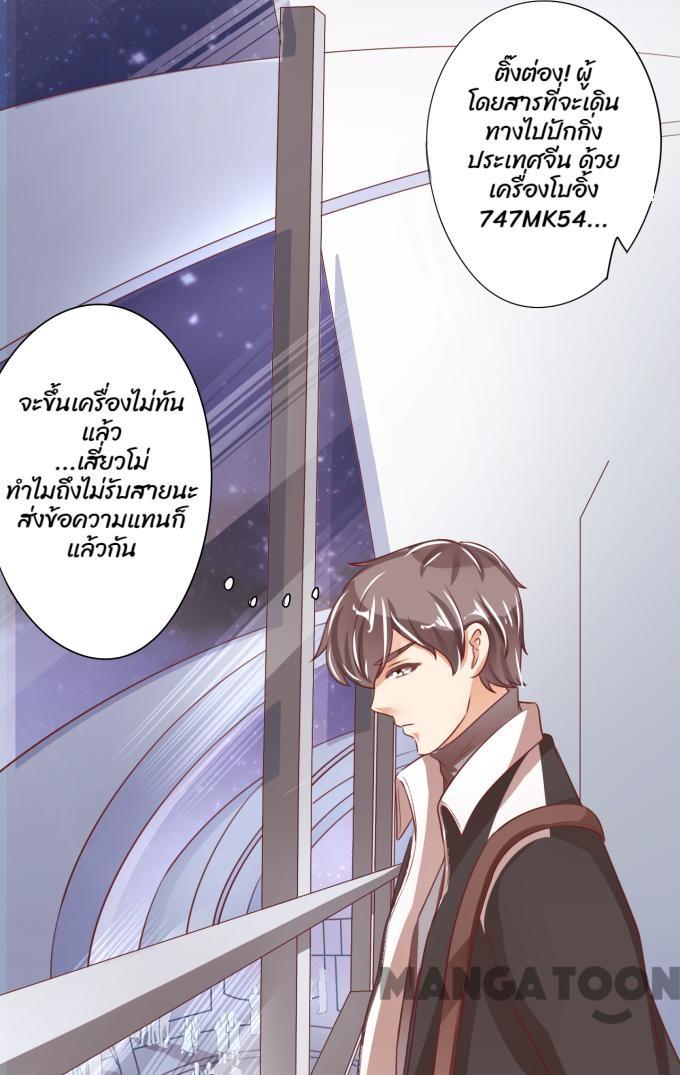 ติ๊งต่อง! ผู้
โดยสารที่จะเดิน
ทางไปปักกิ่ง
ประเทศจีน ด้วย
เครื่องโบอิ้ง
747MK54...
จะขึ้นเครื่องไม่ทัน
แล้ว
...เสี่ยวโม่
ทำไมถึงไม่รับสายนะ
ส่งข้อความแทนก็
แล้วกัน
MANGATOON